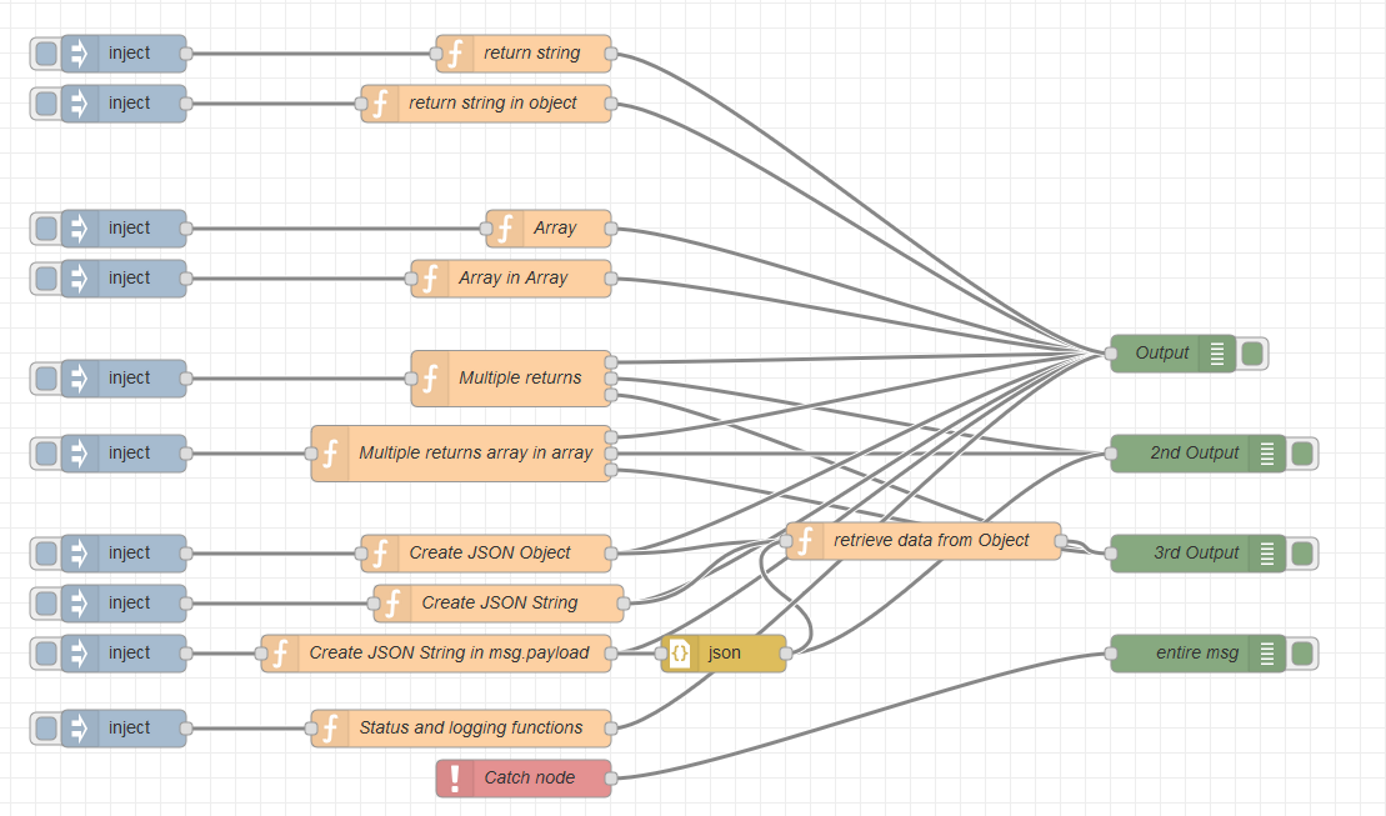 inject
return string
inject
return string in object
inject
Array
inject
Array in Array
Output
inject
Multiple returns
inject
Multiple returns array in array
2nd Output
retrieve data from Object
inject
Create JSON Object
3rd Output
inject
Create JSON String
inject
Create JSON String in msg.payload
{} json
entire msg
inject
Status and logging functions
! Catch node